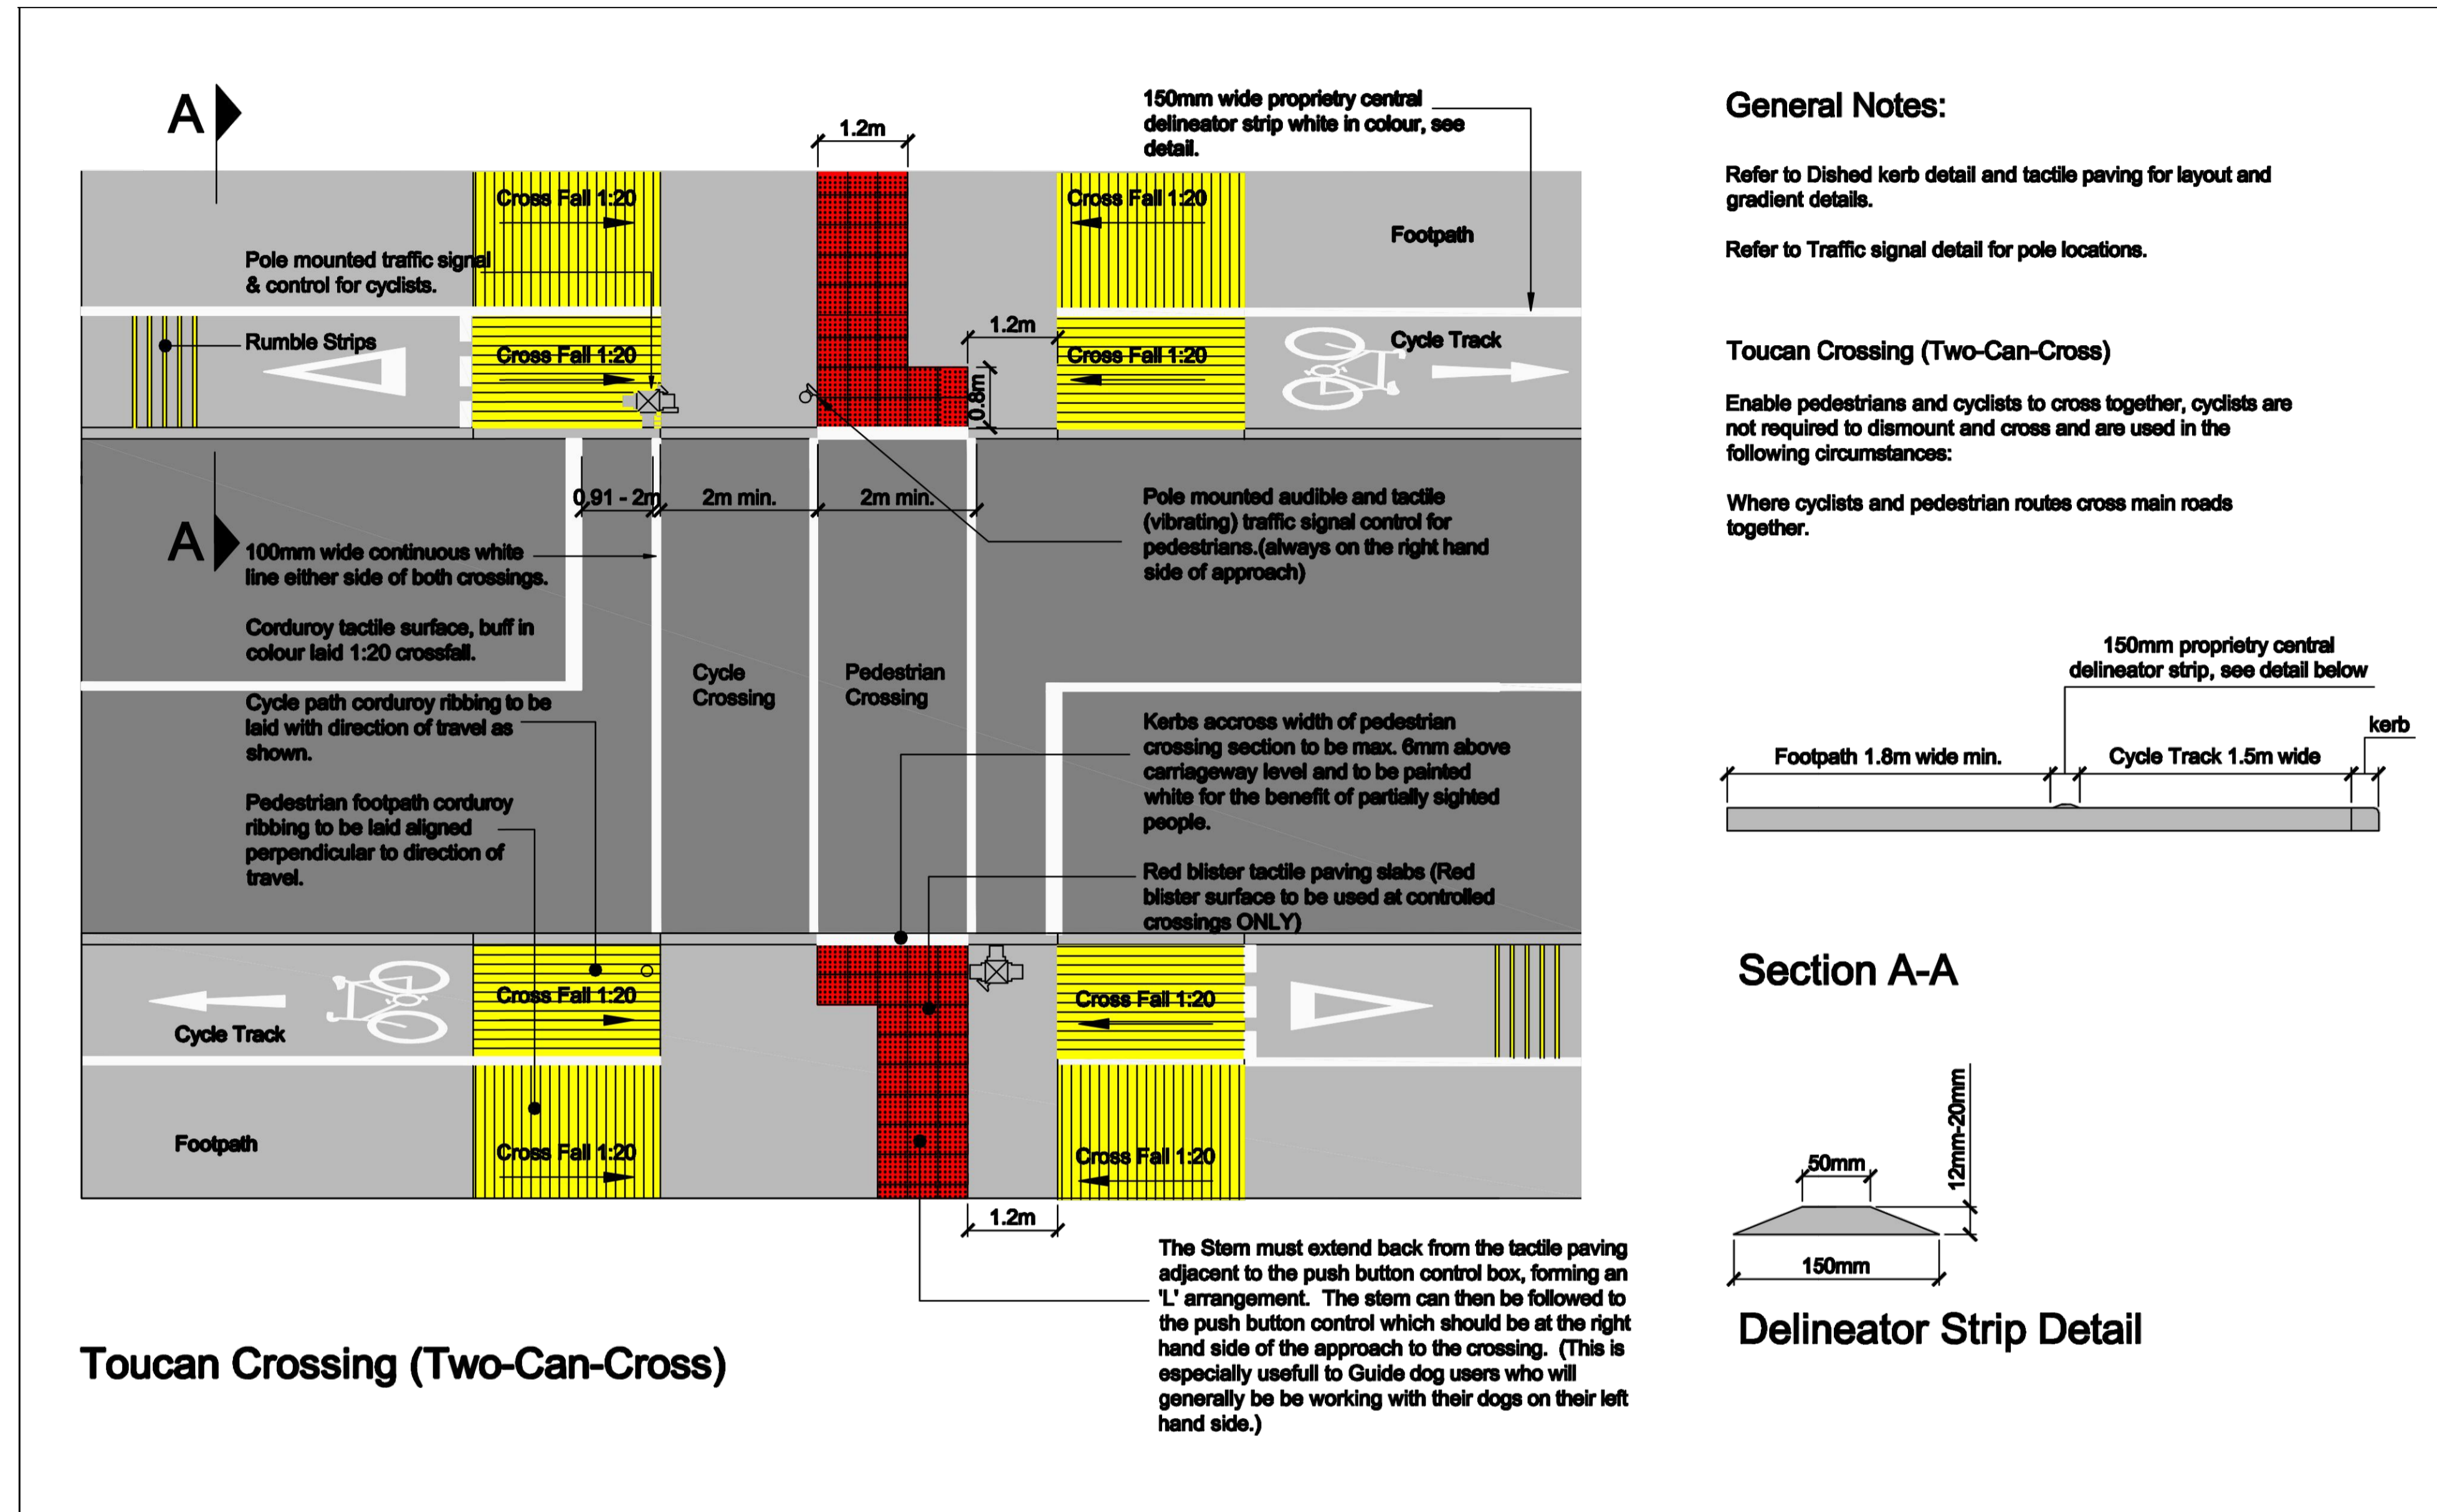 A
1.2m
150mm wide proprietry central
delineator strip white in colour, see
detail.
Cross Fall 1:20
Cross Fall 1:20
Footpath
Pole mounted traffic signal
& control for cyclists.
Rumble Strips
Cross Fall 1:20
1.2m
Cross Fall 1:20
Cycle Track
0.8m
0.91 - 2m
2m min.
2m min.
A
100mm wide continuous white
line either side of both crossings.
Corduroy tactile surface, buff in
colour laid 1:20 crossfall.
Cycle path corduroy ribbing to be
laid with direction of travel as
shown.
Pedestrian footpath corduroy
ribbing to be laid aligned
perpendicular to direction of
travel.
Cycle
Crossing
Pedestrian
Crossing
Pole mounted audible and tactile
(vibrating) traffic signal control for
pedestrians.(always on the right hand
side of approach)
Kerbs accross width of pedestrian
crossing section to be max. 6mm above
carriageway level and to be painted
white for the benefit of partially sighted
people.
Red blister tactile paving slabs (Red
blister surface to be used at controlled
crossings ONLY)
Cross Fall 1:20
Cross Fall 1:20
Cycle Track
Footpath
Cross Fall 1:20
Cross Fall 1:20
1.2m
The Stem must extend back from the tactile paving
adjacent to the push button control box, forming an
'L' arrangement. The stem can then be followed to
the push button control which should be at the right
hand side of the approach to the crossing. (This is
especially usefull to Guide dog users who will
generally be be working with their dogs on their left
hand side.)
Toucan Crossing (Two-Can-Cross)
General Notes:
Refer to Dished kerb detail and tactile paving for layout and
gradient details.
Refer to Traffic signal detail for pole locations.
Toucan Crossing (Two-Can-Cross)
Enable pedestrians and cyclists to cross together, cyclists are
not required to dismount and cross and are used in the
following circumstances:
Where cyclists and pedestrian routes cross main roads
together.
150mm proprietry central
delineator strip, see detail below
kerb
Footpath 1.8m wide min.
Cycle Track 1.5m wide
Section A-A
50mm
12mm-20mm
150mm
Delineator Strip Detail